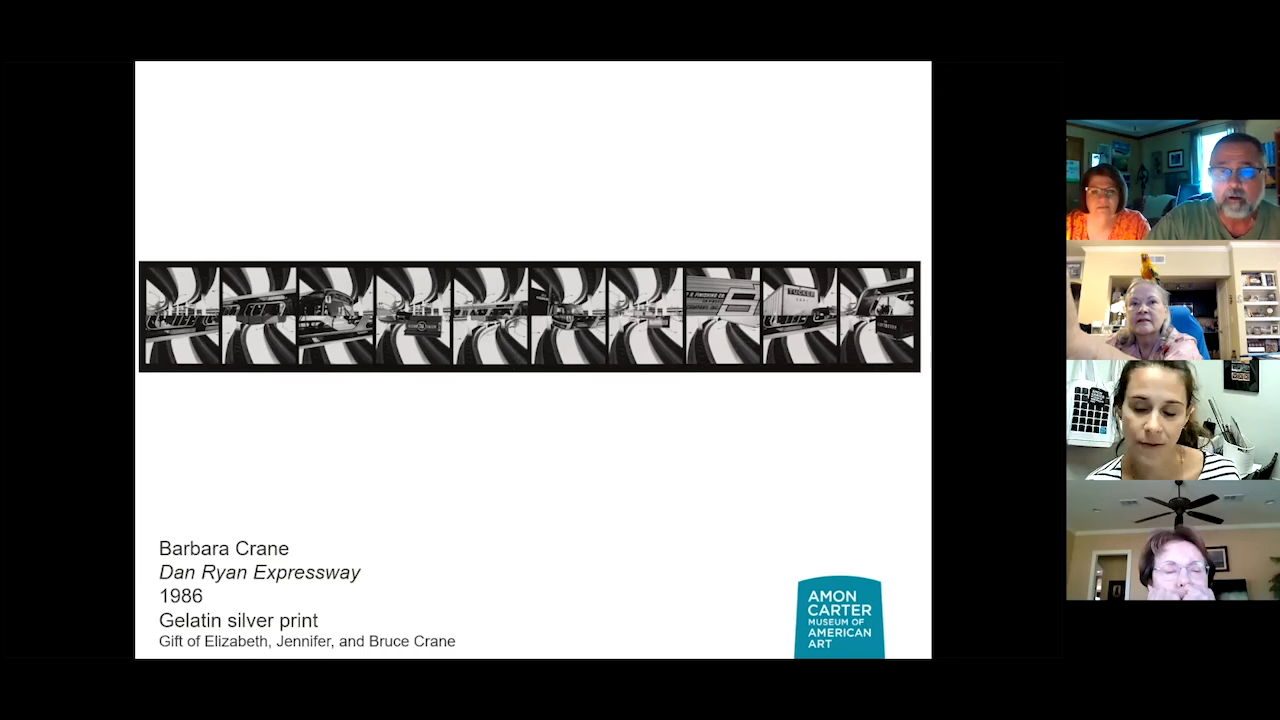 TUCKER
Barbara Crane
Dan Ryan Expressway
1986
Gelatin silver print
Gift of Elizabeth, Jennifer, and Bruce Crane
AMON
CARTER
MUSEUM OF
AMERICAN
ART